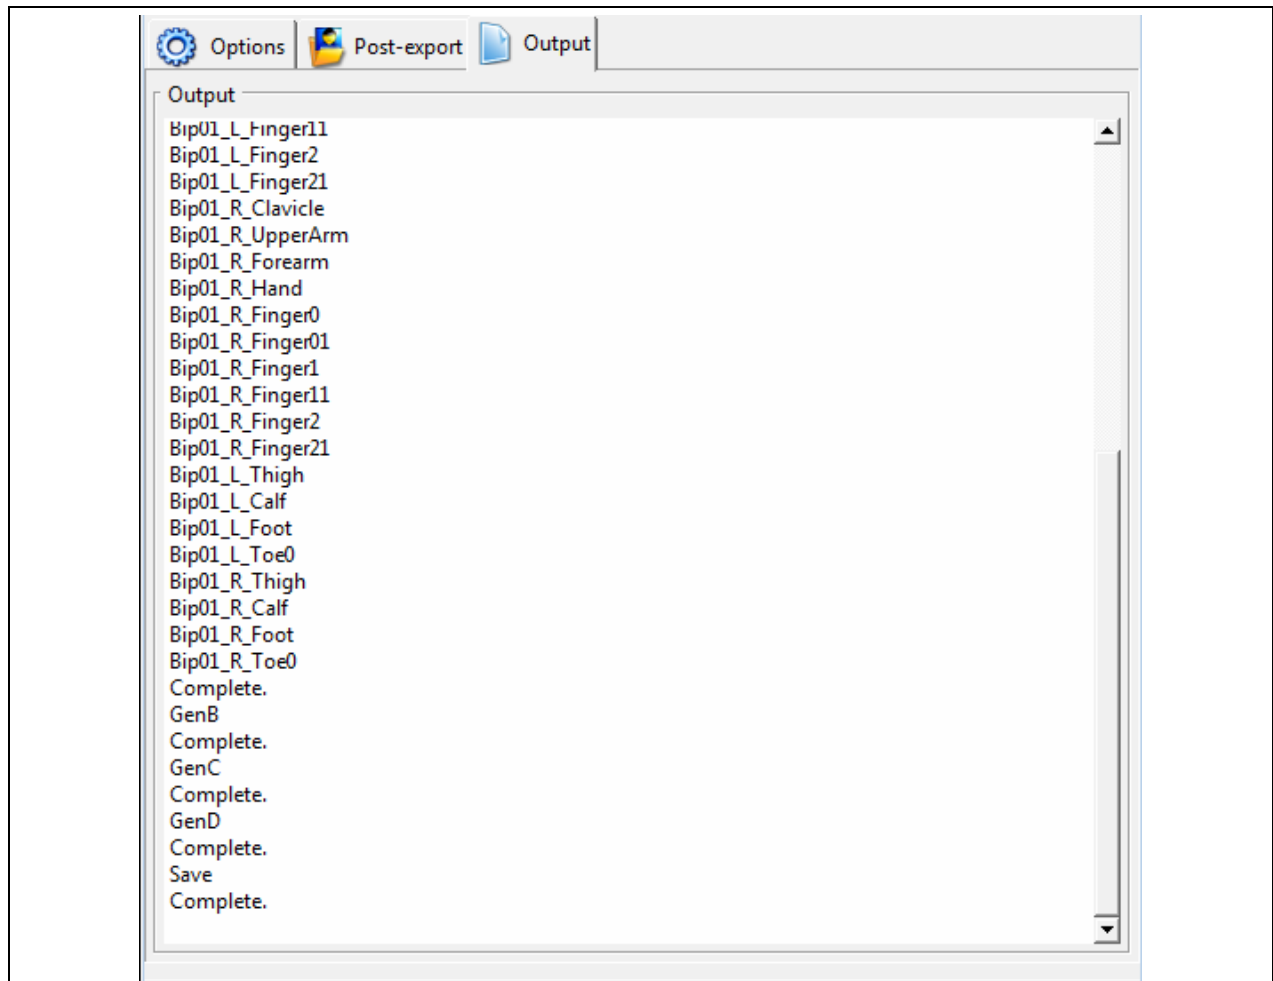 Options Post-export Output
Output
Bip01_L_Finger11
Bip01_L_Finger2
Bip01_L_Finger21
Bip01_R_Clavicle
Bip01_R_UpperArm
Bip01_R_Forearm
Bip01_R_Hand
Bip01_R_Finger0
Bip01_R_Finger01
Bip01_R_Finger1
Bip01_R_Finger11
Bip01_R_Finger2
Bip01_R_Finger21
Bip01_L_Thigh
Bip01_L_Calf
Bip01_L_Foot
Bip01_L_Toe0
Bip01_R_Thigh
Bip01_R_Calf
Bip01_R_Foot
Bip01_R_Toe0
Complete.
GenB
Complete.
GenC
Complete.
GenD
Complete.
Save
Complete.